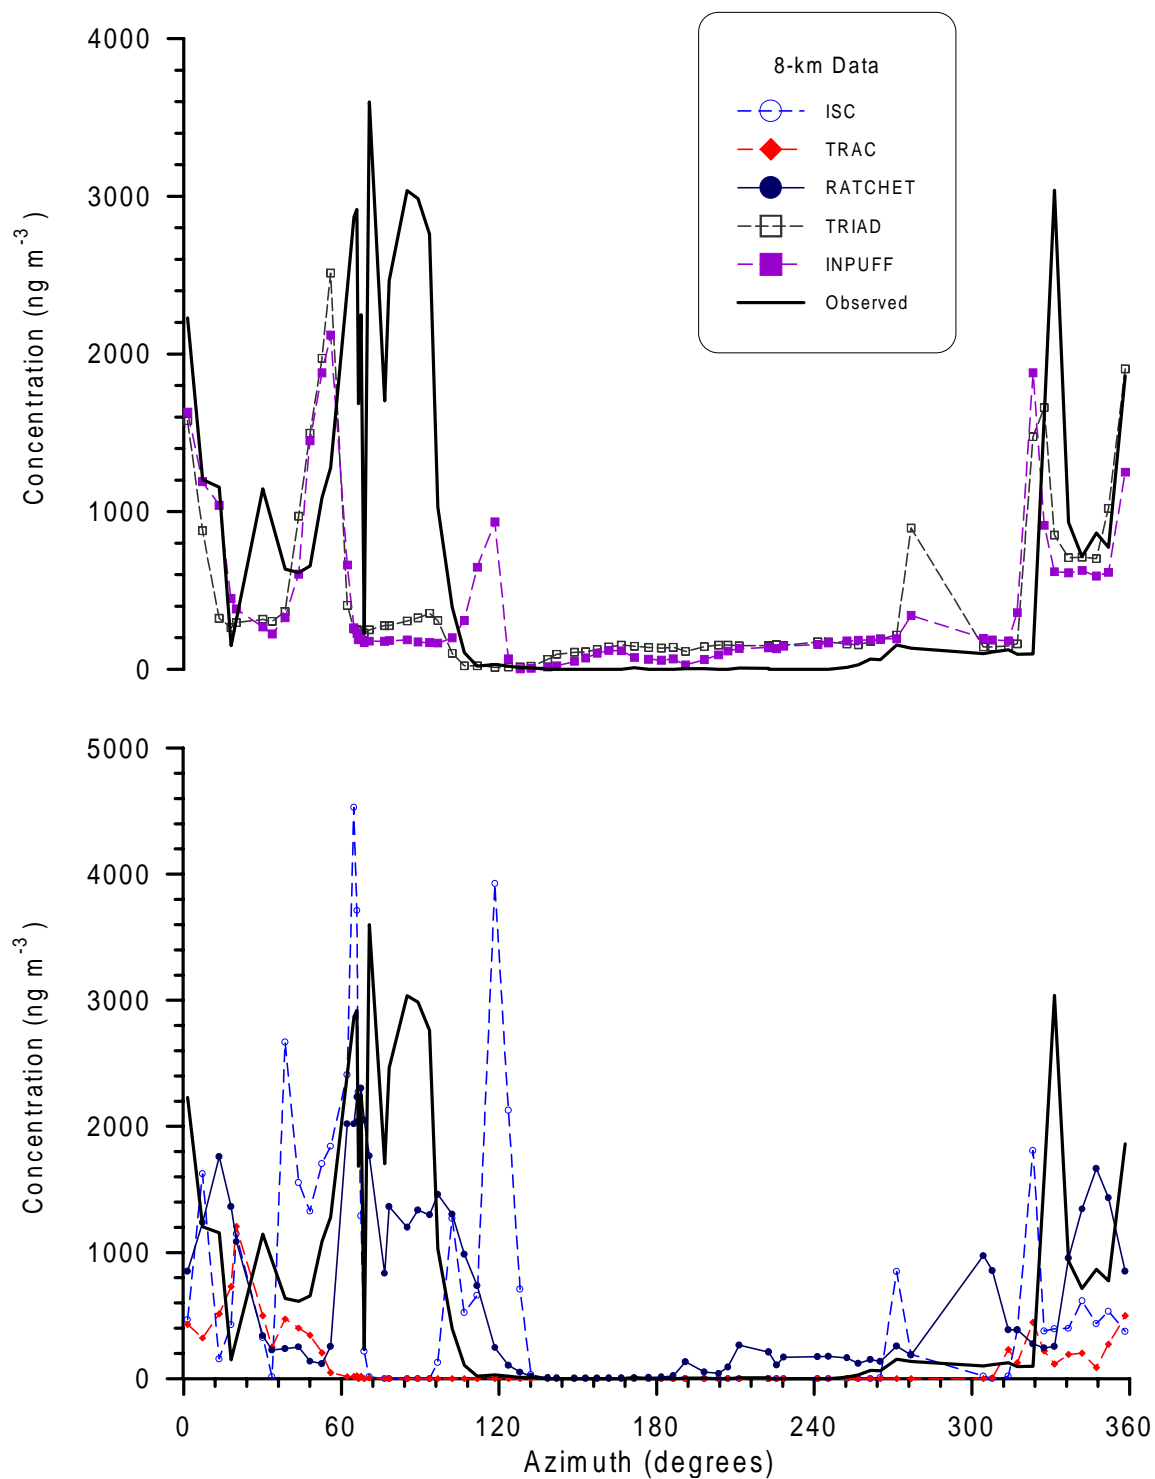 4000
3000
2000
1000
0
Concentration (ng m-3)
8-km Data
ISC
TRAC
RATCHET
TRIAD
INPUFF
Observed
5000
4000
3000
2000
1000
0
Concentration (ng m-3)
0 60 120 180 240 300 360
Azimuth (degrees)